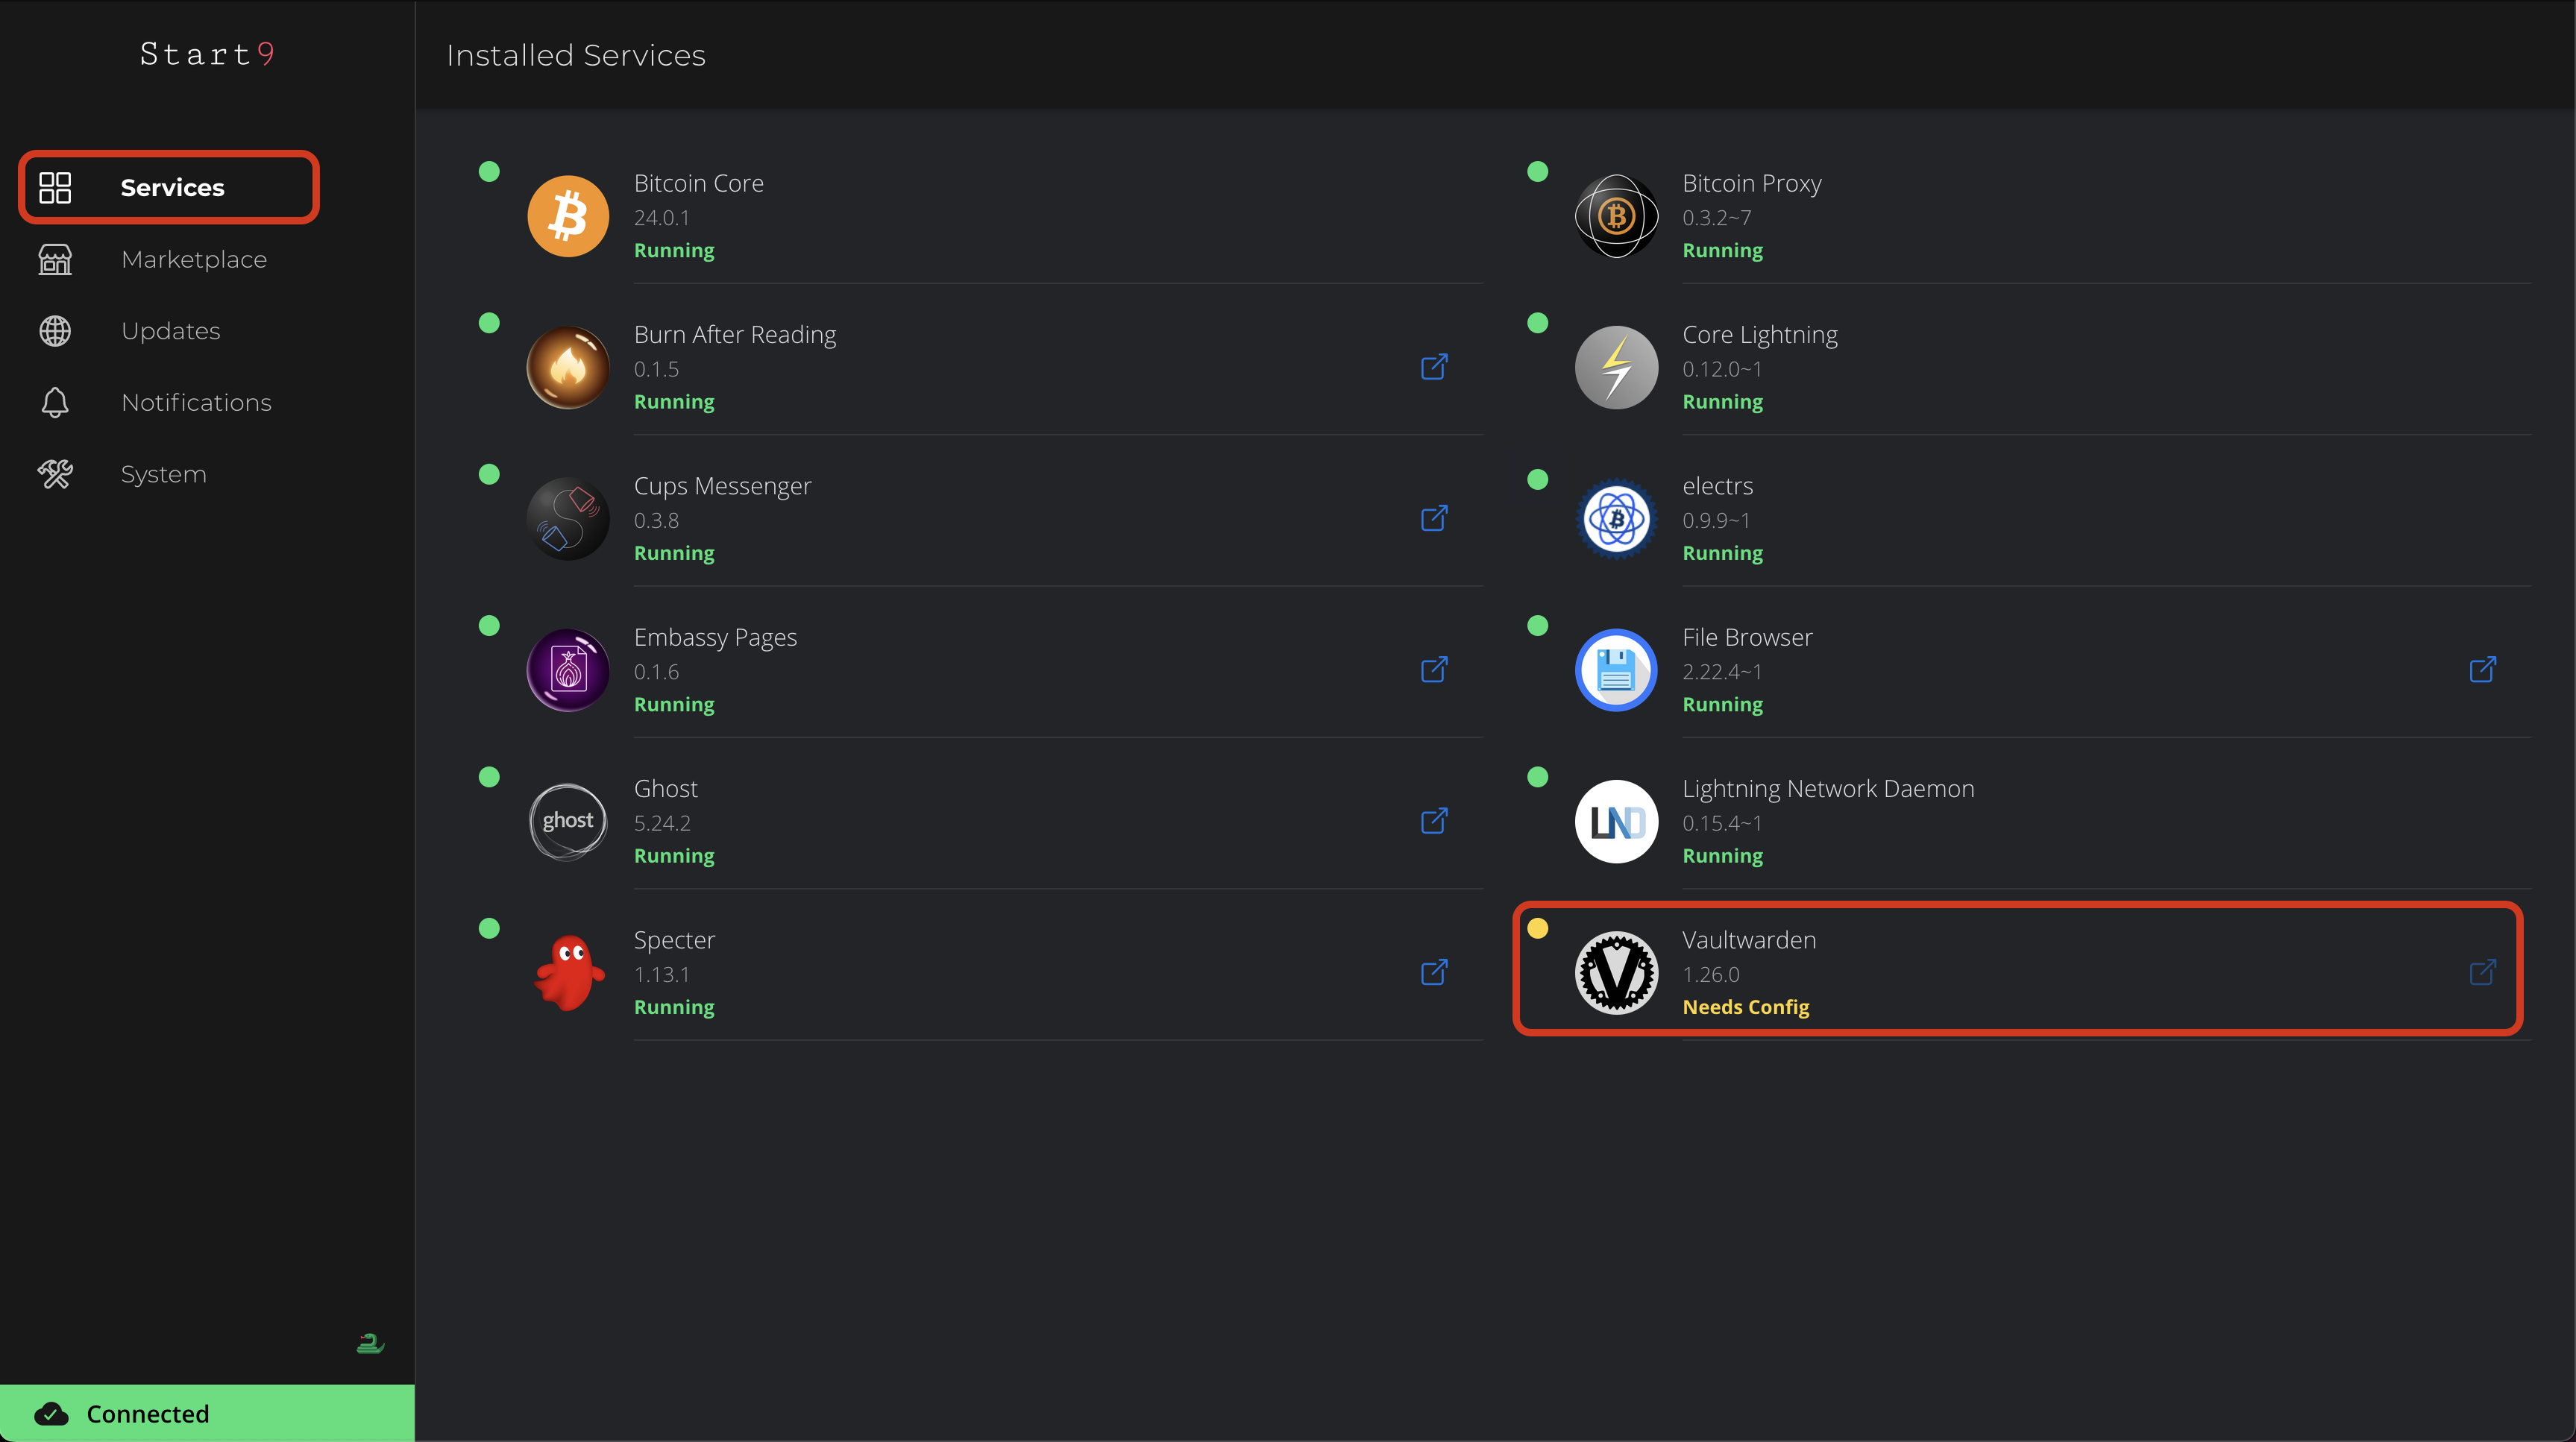 Start9
Installed Services
Services
Marketplace
Updates
Notifications
System
Bitcoin Core
24.0.1
Running
Bitcoin Proxy
0.3.2~7
Running
Burn After Reading
0.1.5
Running
Core Lightning
0.12.0~1
Running
Cups Messenger
0.3.8
Running
electrs
0.9.9~1
Running
Embassy Pages
0.1.6
Running
File Browser
2.22.4~1
Running
ghost
Ghost
5.24.2
Running
LND
Lightning Network Daemon
0.15.4~1
Running
Specter
1.13.1
Running
V
Vaultwarden
1.26.0
Needs Config
Connected